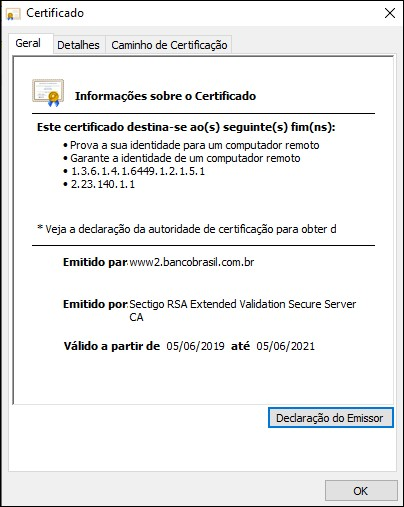 Certificado
Geral Detalhes Caminho de Certificação
Informações sobre o Certificado
Este certificado destina-se ao(s) seguinte(s) fim(ns):
• Prova a sua identidade para um computador remoto
• Garante a identidade de um computador remoto
• 1.3.6.1.4.1.6449.1.2.1.5.1
• 2.23.140.1.1
* Veja a declaração da autoridade de certificação para obter d
Emitido par www2.bancobrasil.com.br
Emitido por Sectigo RSA Extended Validation Secure Server
CA
Válido a partir de 05/06/2019 até 05/06/2021
Declaração do Emissor
OK